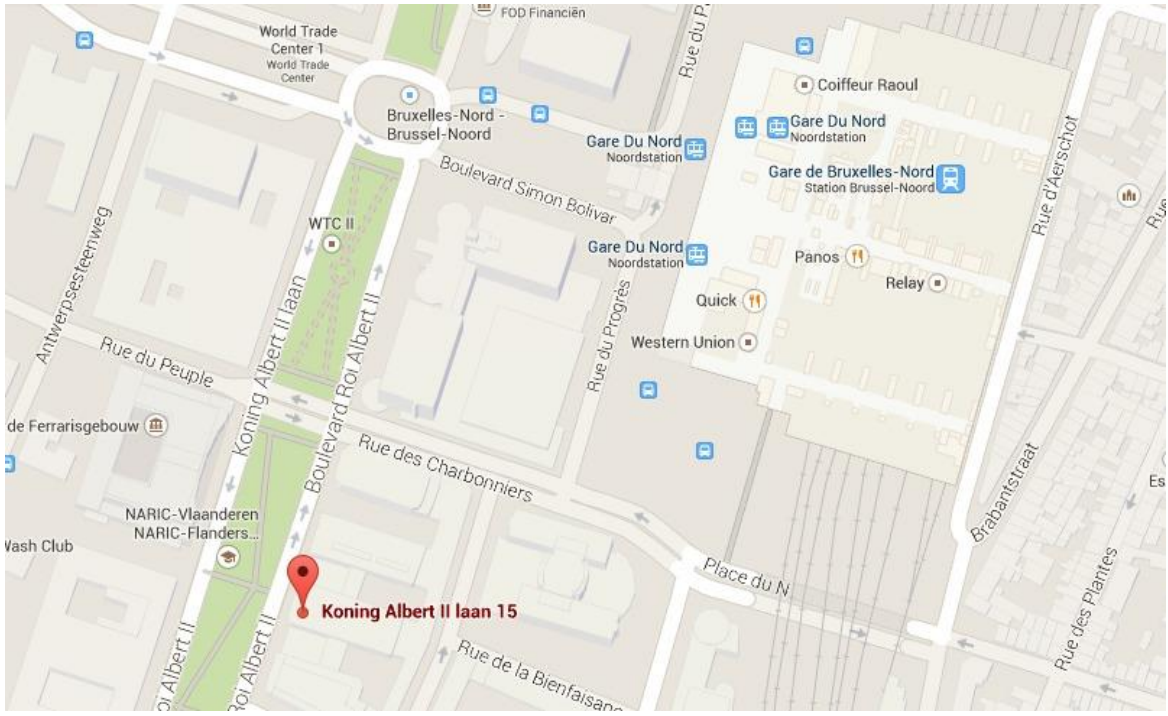 FOD Financiën
World Trade
Center 1
World Trade
Center
Rue du P
Bruxelles-Nord -
Brussel-Noord
Coiffeur Raoul
Gare Du Nord
Noordstation
Gare Du Nord
Noordstation
Gare de Bruxelles-Nord
Station Brussel-Noord
Boulevard Simon Bolivar
Rue d'Aerschot
Rue
Rue
WTC II
Gare Du Nord
Noordstation
Panos
Relay
Quick
Western Union
Antwerpsesteenweg
Koning Albert II laan
Boulevard Roi Albert II
Rue du Progrès
Rue du Peuple
de Ferrarisgebouw
Rue des Charbonniers
Brabantstraat
Es
NARIC-Vlaanderen
NARIC-Flanders...
Wash Club
Place du N
Koning Albert II laan 15
Rue des Plantes
Rue de la Bienfaisan
Roi Albert II
Roi Albert II